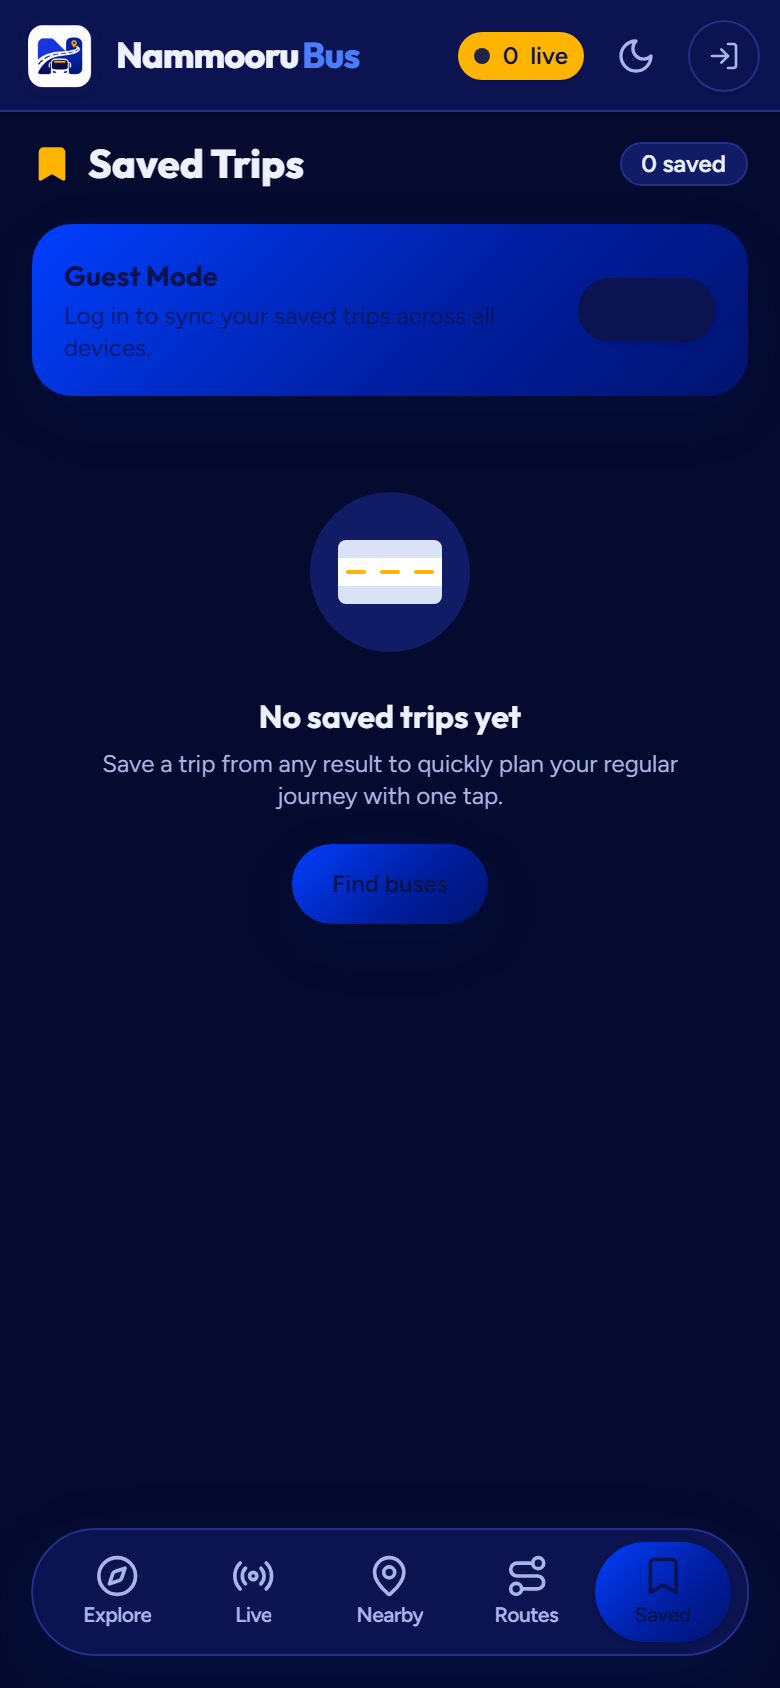 Nammooru Bus
0 live
Saved Trips
0 saved
Guest Mode
Log in to sync your saved trips across all
devices.
No saved trips yet
Save a trip from any result to quickly plan your regular
journey with one tap.
Find buses
Explore
Live
Nearby
Routes
Saved